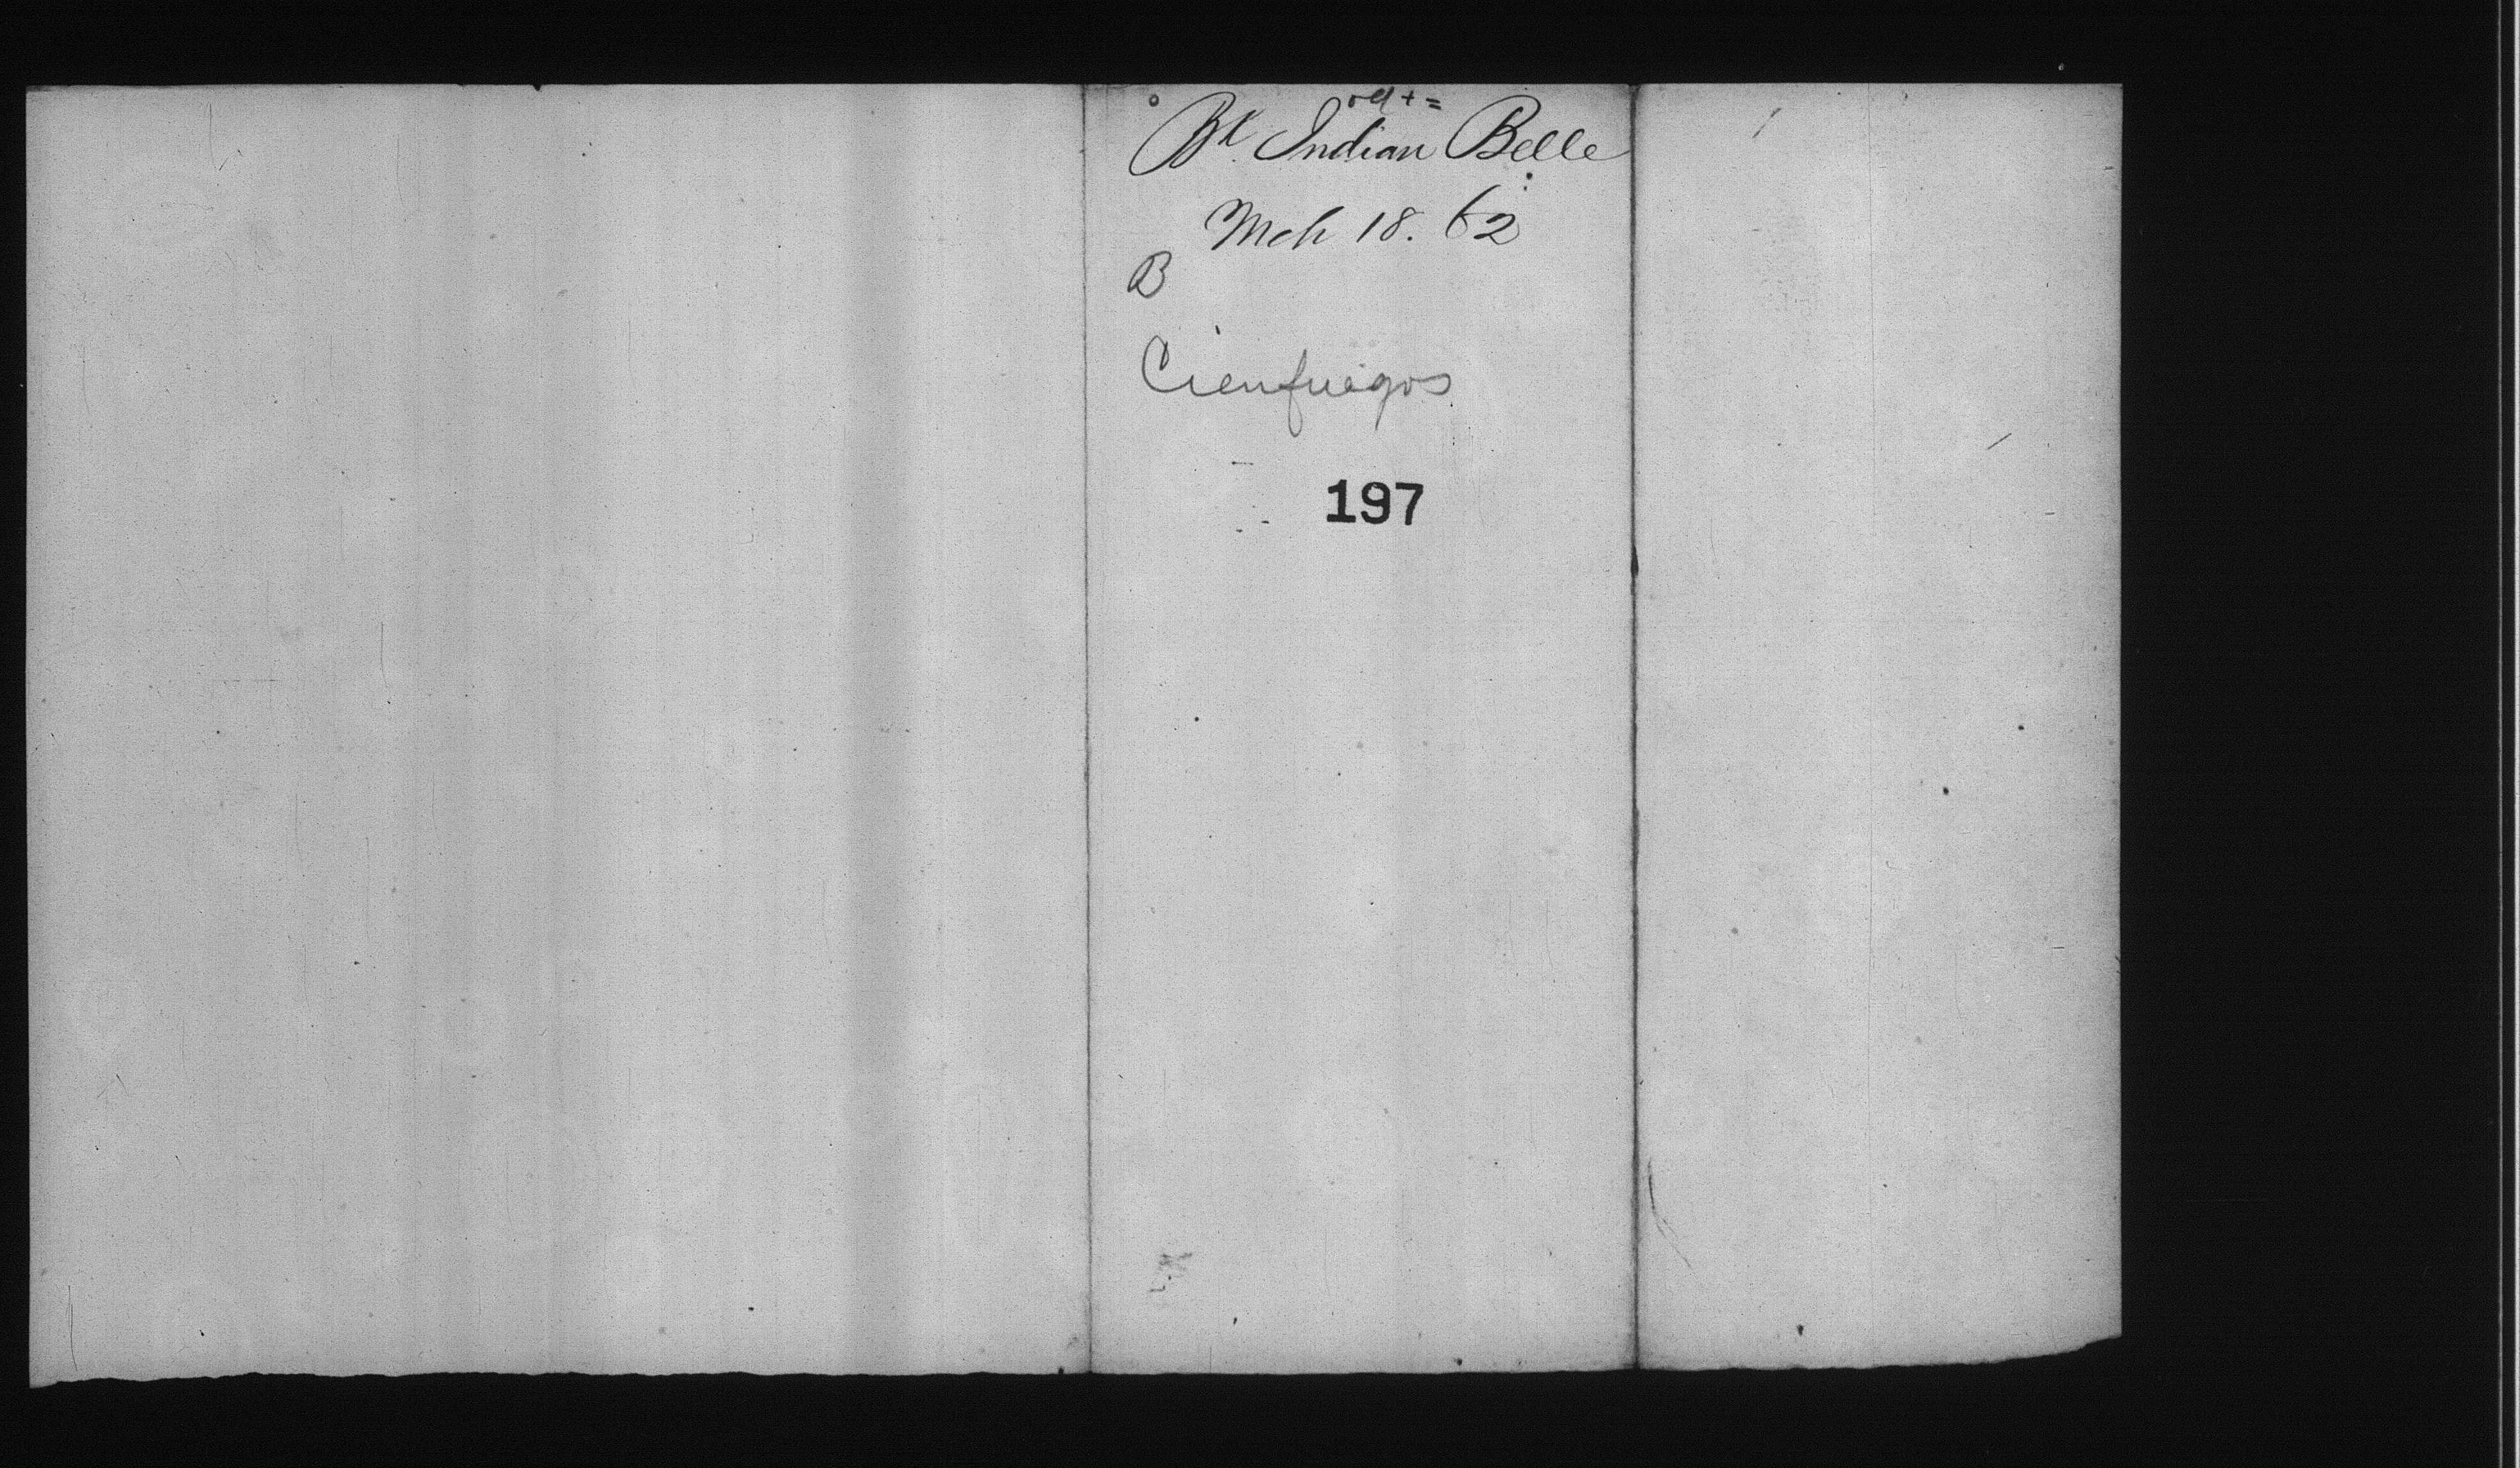 Bk Indian Belle
Mch 18. 62
B
Cienfuegos
197